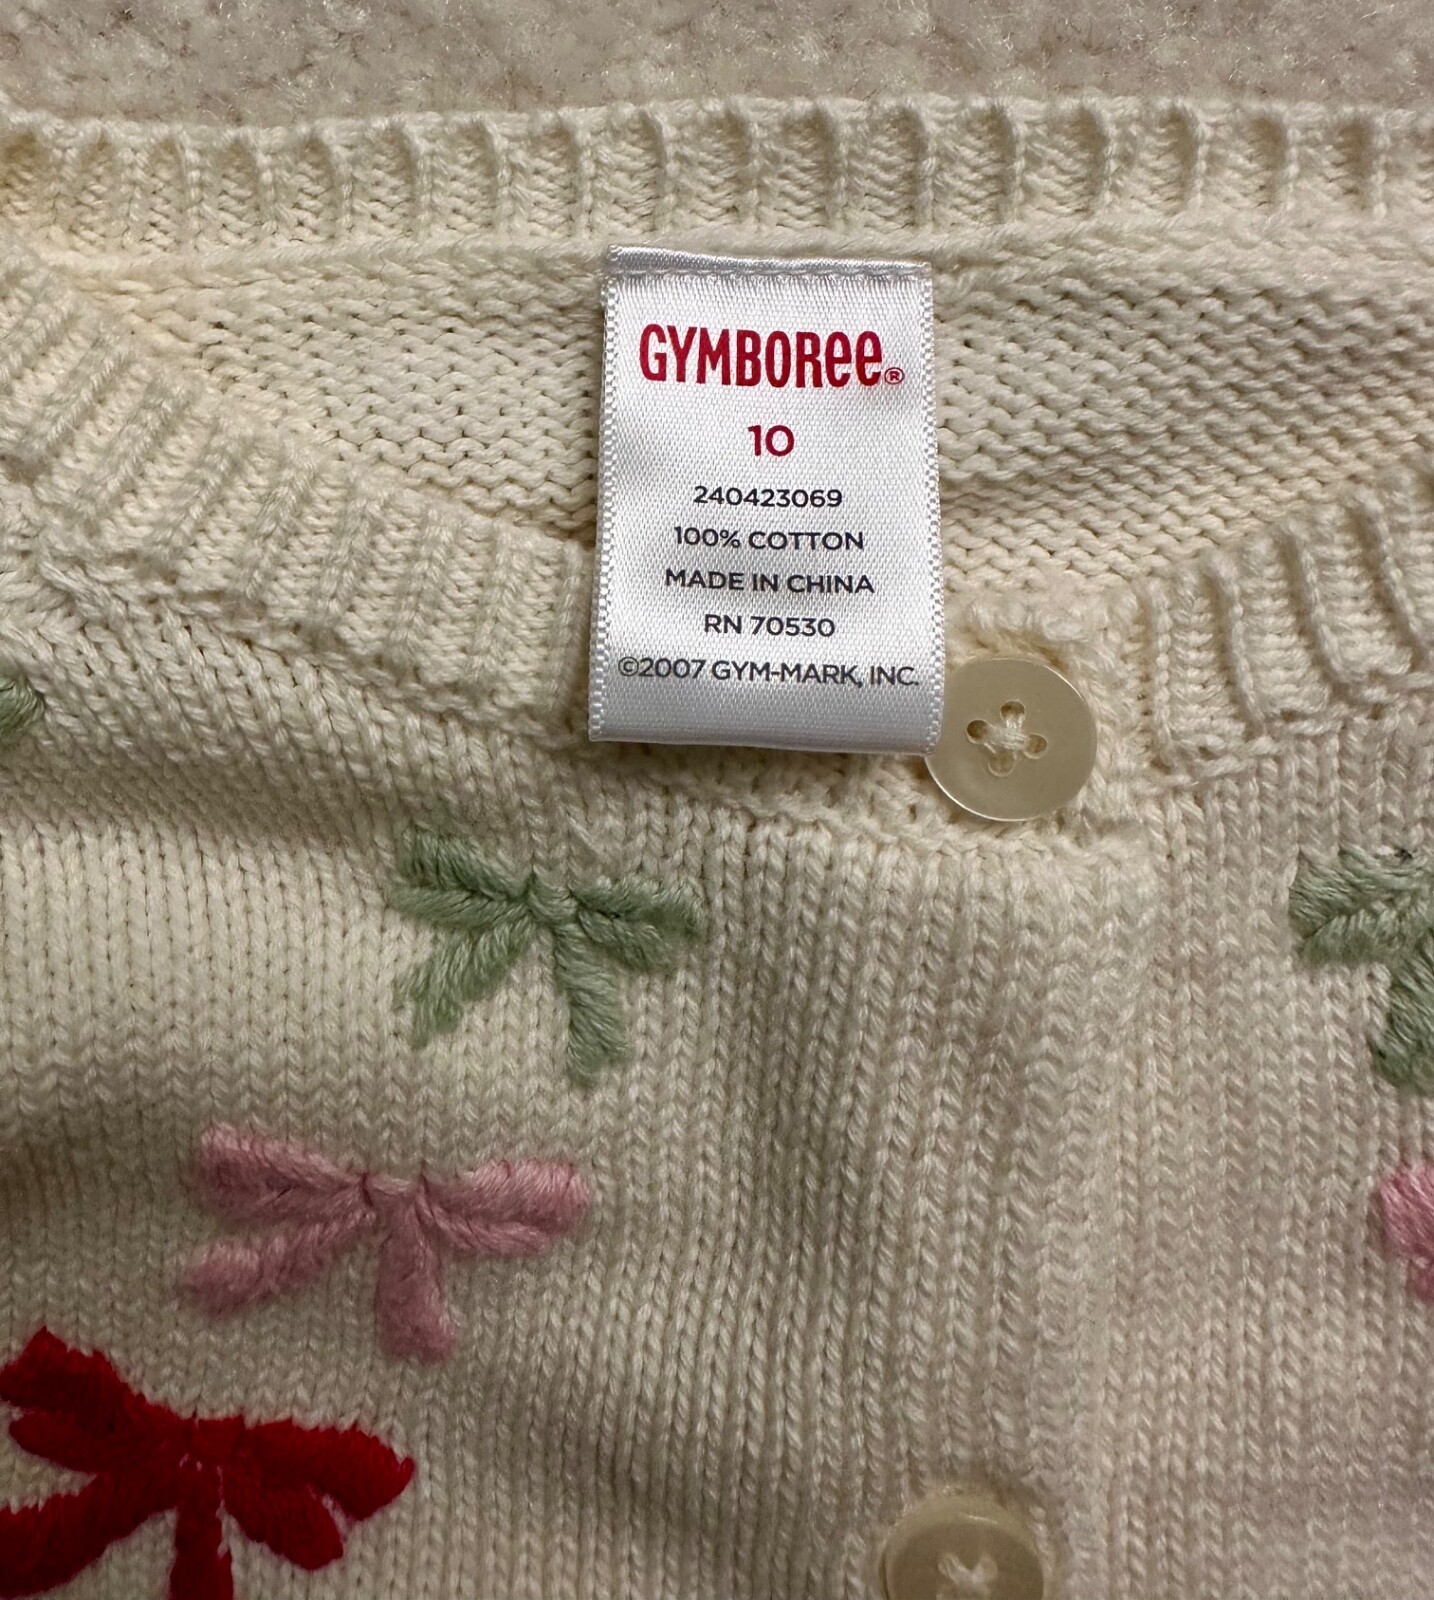 GYMBORee®
10
240423069
100% COTTON
MADE IN CHINA
RN 70530
©2007 GYM-MARK, INC.